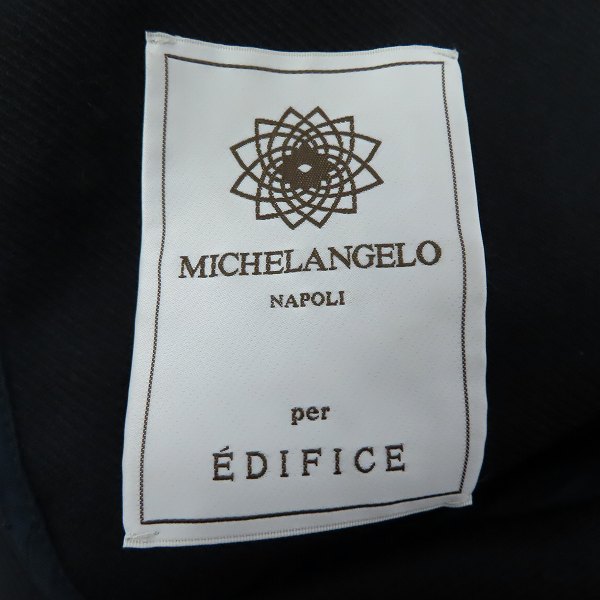 MICHELANGELO
NAPOLI
per
ÉDIFICE